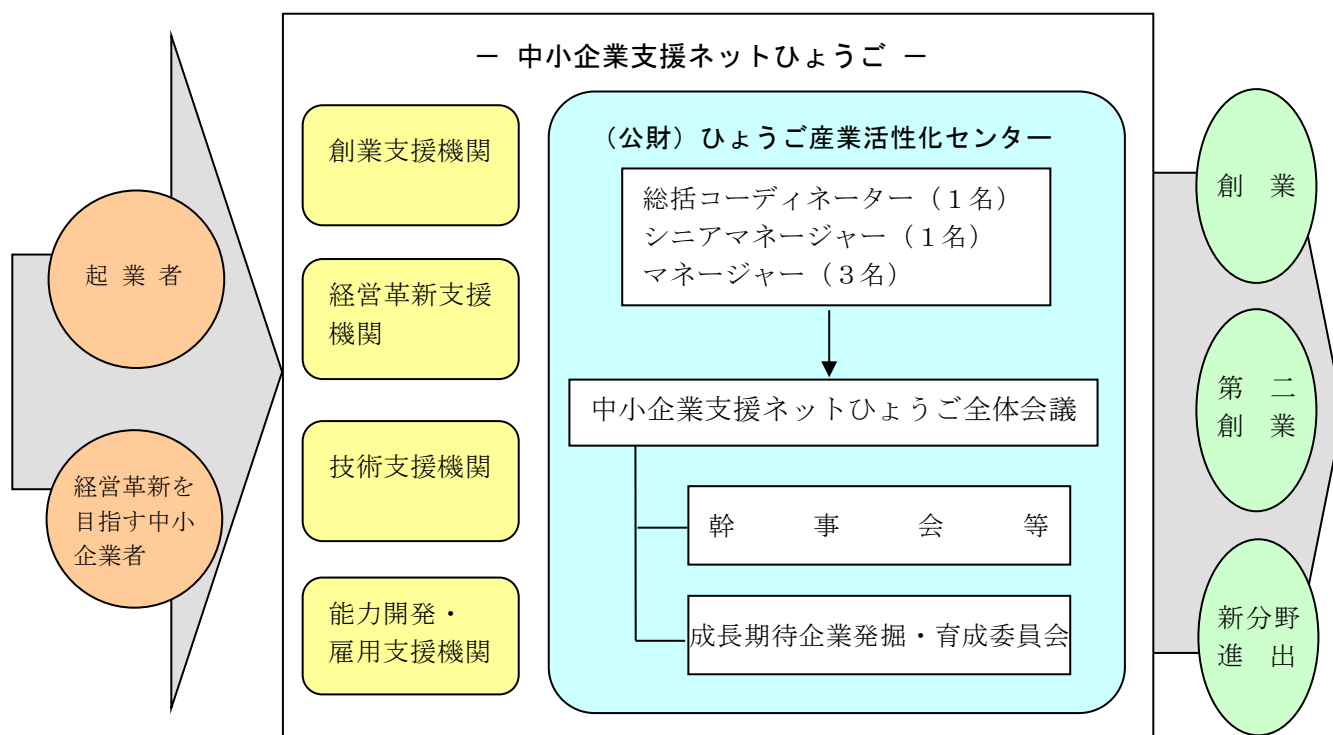 － 中小企業支援ネットひょうご －
起 業 者
経営革新を
目指す中小
企業者
創業支援機関
経営革新支援
機関
技術支援機関
能力開発・
雇用支援機関
（公財）ひょうご産業活性化センター
総括コーディネーター（１名）
シニアマネージャー（１名）
マネージャー（３名）
中小企業支援ネットひょうご全体会議
幹 事 会 等
成長期待企業発掘・育成委員会
創 業
第 二
創 業
新分野
進 出